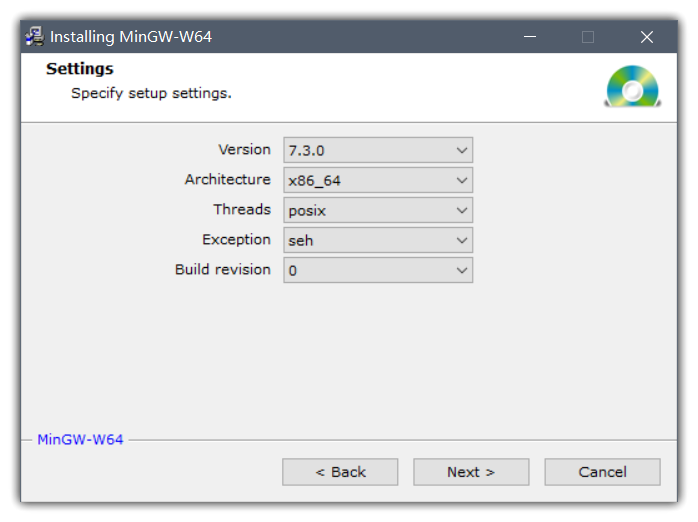 Installing MinGW-W64
Settings
Specify setup settings.
Version 7.3.0
Architecture x86_64
Threads posix
Exception seh
Build revision 0
MinGW-W64
< Back Next > Cancel